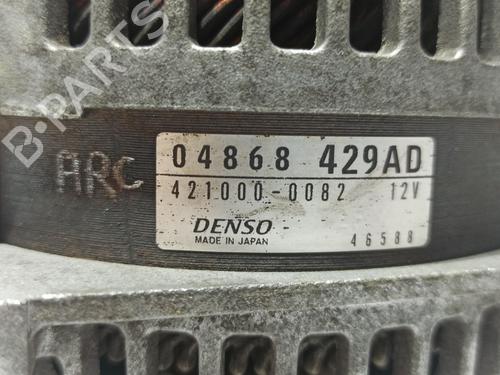 B-PARTS
ARC
04868 429AD
421000-0082 12V
DENSO
MADE IN JAPAN 46588